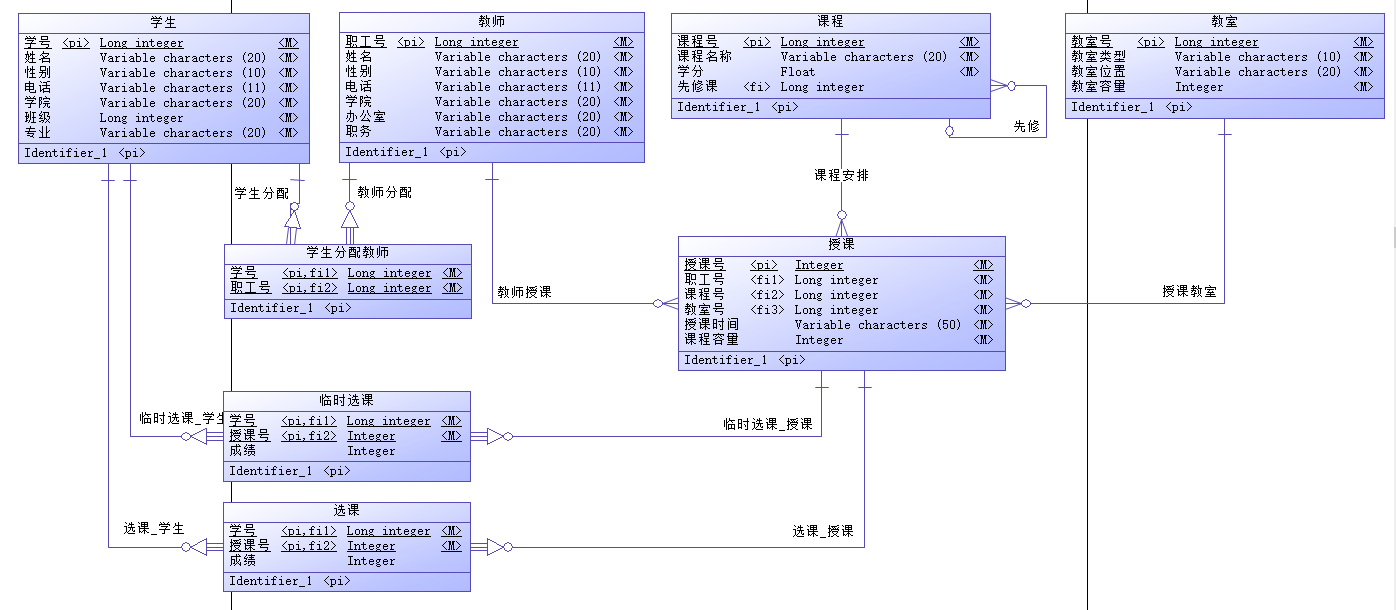 学生
学号 <pi> Long integer <M>
姓名 Variable characters (20) <M>
性别 Variable characters (10) <M>
电话 Variable characters (11) <M>
学院 Variable characters (20) <M>
班级 Long integer <M>
专业 Variable characters (20) <M>
Identifier_1 <pi>
教师
职工号 <pi> Long integer <M>
姓名 Variable characters (20) <M>
性别 Variable characters (10) <M>
电话 Variable characters (11) <M>
学院 Variable characters (20) <M>
办公室 Variable characters (20) <M>
职务 Variable characters (20) <M>
Identifier_1 <pi>
课程
课程号 <pi> Long integer <M>
课程名称 Variable characters (20) <M>
学分 Float <M>
先修课 <fi> Long integer
Identifier_1 <pi>
先修
教室
教室号 <pi> Long integer <M>
教室类型 Variable characters (10) <M>
教室位置 Variable characters (20) <M>
教室容量 Integer <M>
Identifier_1 <pi>
学生分配
教师分配
课程安排
学生分配教师
学号 <pi,fi1> Long integer <M>
职工号 <pi,fi2> Long integer <M>
Identifier_1 <pi>
教师授课
授课
授课号 <pi> Integer <M>
职工号 <fi1> Long integer <M>
课程号 <fi2> Long integer <M>
教室号 <fi3> Long integer <M>
授课时间 Variable characters (50) <M>
课程容量 Integer <M>
Identifier_1 <pi>
授课教室
临时选课_学生
临时选课
学号 <pi,fi1> Long integer <M>
授课号 <pi,fi2> Integer <M>
成绩 Integer
Identifier_1 <pi>
临时选课_授课
选课_学生
选课
学号 <pi,fi1> Long integer <M>
授课号 <pi,fi2> Integer <M>
成绩 Integer
Identifier_1 <pi>
选课_授课